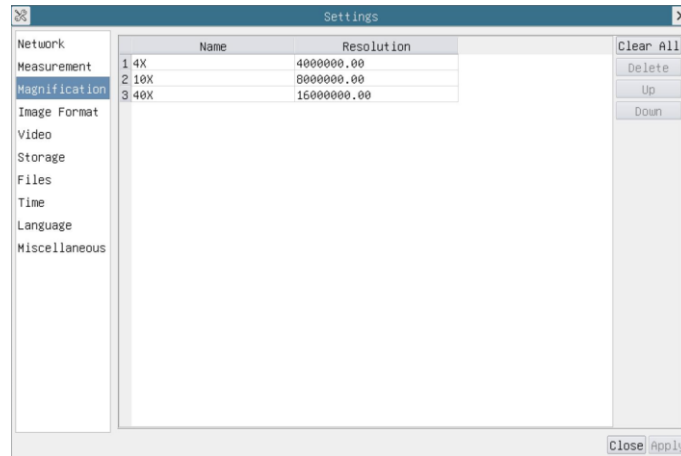 Settings
Network
Measurement
Magnification
Image Format
Video
Storage
Files
Time
Language
Miscellaneous
Name Resolution
1 4X 4000000.00
2 10X 8000000.00
3 40X 16000000.00
Clear All
Delete
Up
Down
Close Apply